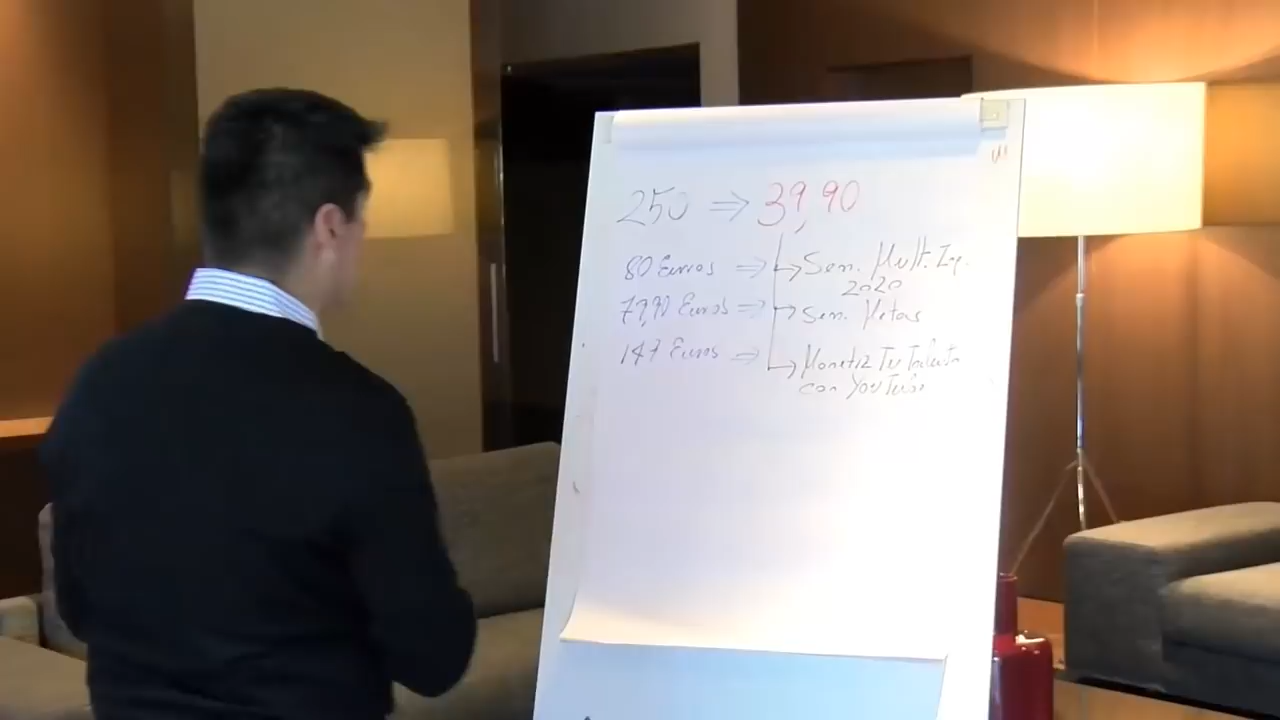 250 ⇒ 39,90
80 Euros ⇒ → Sem. Mult. Ing.
2020
79,90 Euros ⇒ → Sem. Metas
147 Euros ⇒ → Monetiz Tu Talento
con YouTube